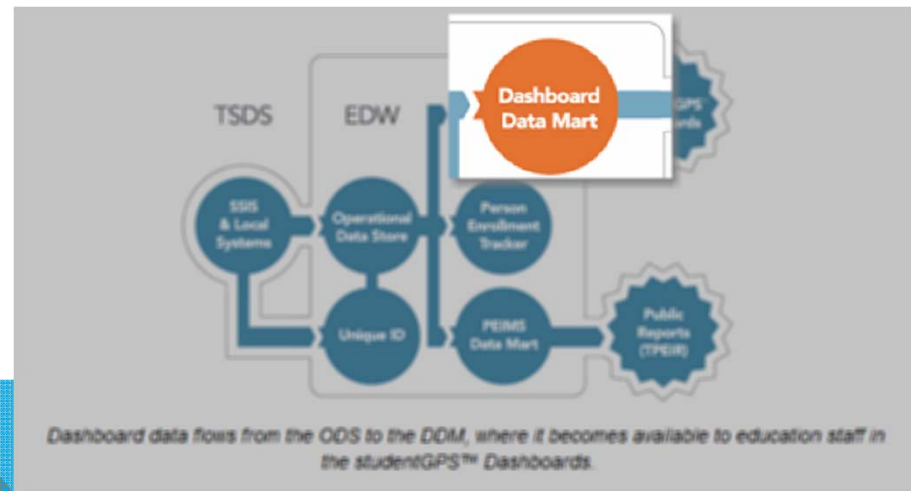 Dashboard
Data Mart
TSDS
EDW
GPS
rds
SSIS
& Local
Systems
Operational
Data Store
Person
Enrollment
Tracker
Unique ID
PEIMS
Data Mart
Public
Reports
(TPEIR)
Dashboard data flows from the ODS to the DDM, where it becomes available to education staff in
the studentGPS™ Dashboards.